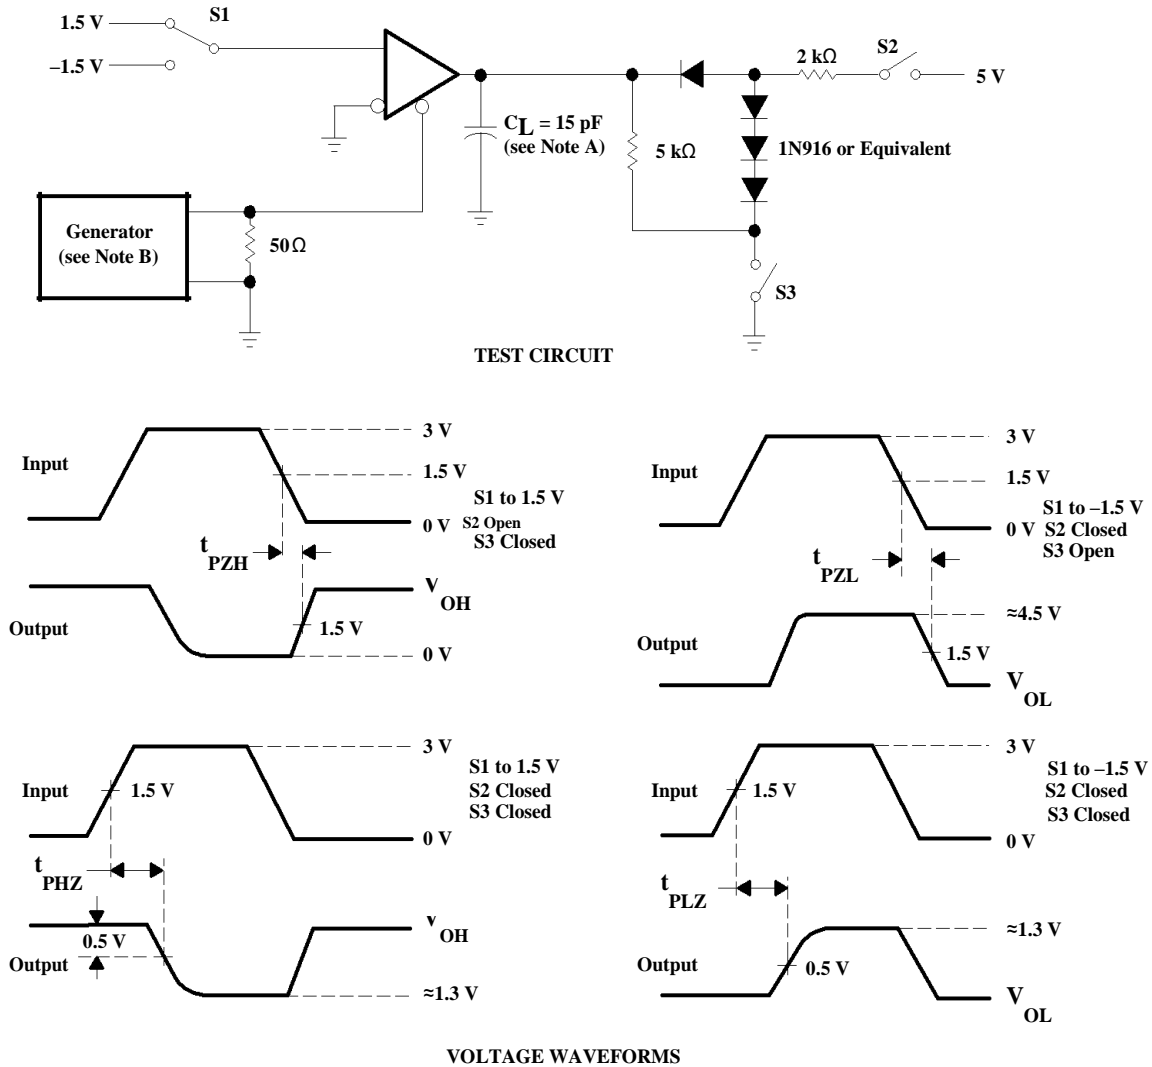 1.5 V
S1
–1.5 V
2 kΩ
S2
5 V
CL = 15 pF
(see Note A)
5 kΩ
1N916 or Equivalent
Generator
(see Note B)
50Ω
S3
TEST CIRCUIT
Input
3 V
1.5 V
S1 to 1.5 V
0 V
S2 Open
S3 Closed
tPZH
VOH
Output
1.5 V
0 V
Input
3 V
1.5 V
S1 to –1.5 V
0 V
S2 Closed
S3 Open
tPZL
≈4.5 V
Output
1.5 V
VOL
3 V
S1 to 1.5 V
Input
1.5 V
S2 Closed
S3 Closed
0 V
tPHZ
0.5 V
VOH
Output
≈1.3 V
3 V
S1 to –1.5 V
Input
1.5 V
S2 Closed
S3 Closed
0 V
tPLZ
≈1.3 V
Output
0.5 V
VOL
VOLTAGE WAVEFORMS